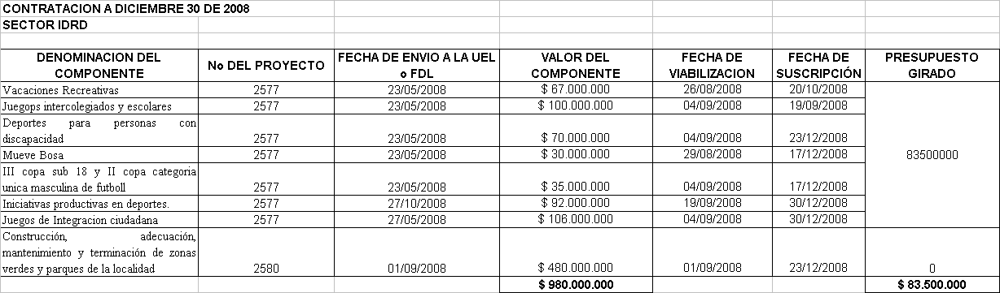 CONTRATACION A DICIEMBRE 30 DE 2008
SECTOR IDRD
DENOMINACION DEL COMPONENTE No DEL PROYECTO FECHA DE ENVIO A LA UEL o FDL VALOR DEL COMPONENTE FECHA DE VIABILIZACION FECHA DE SUSCRIPCIÓN PRESUPUESTO GIRADO
Vacaciones Recreativas 2577 23/05/2008 $ 67.000.000 26/08/2008 20/10/2008
Juegops intercolegiados y escolares 2577 23/05/2008 $ 100.000.000 04/09/2008 19/09/2008
Deportes para personas con
discapacidad 2577 23/05/2008 $ 70.000.000 04/09/2008 23/12/2008
Mueve Bosa 2577 23/05/2008 $ 30.000.000 29/08/2008 17/12/2008 83500000
III copa sub 18 y II copa categoria
unica masculina de futboll 2577 23/05/2008 $ 35.000.000 04/09/2008 17/12/2008
Iniciativas productivas en deportes. 2577 27/10/2008 $ 92.000.000 19/09/2008 30/12/2008
Juegos de Integracion ciudadana 2577 27/05/2008 $ 106.000.000 04/09/2008 30/12/2008
Construcción, adecuación,
mantenimiento y terminación de zonas
verdes y parques de la localidad 2580 01/09/2008 $ 480.000.000 01/09/2008 23/12/2008 0
$ 980.000.000 $ 83.500.000